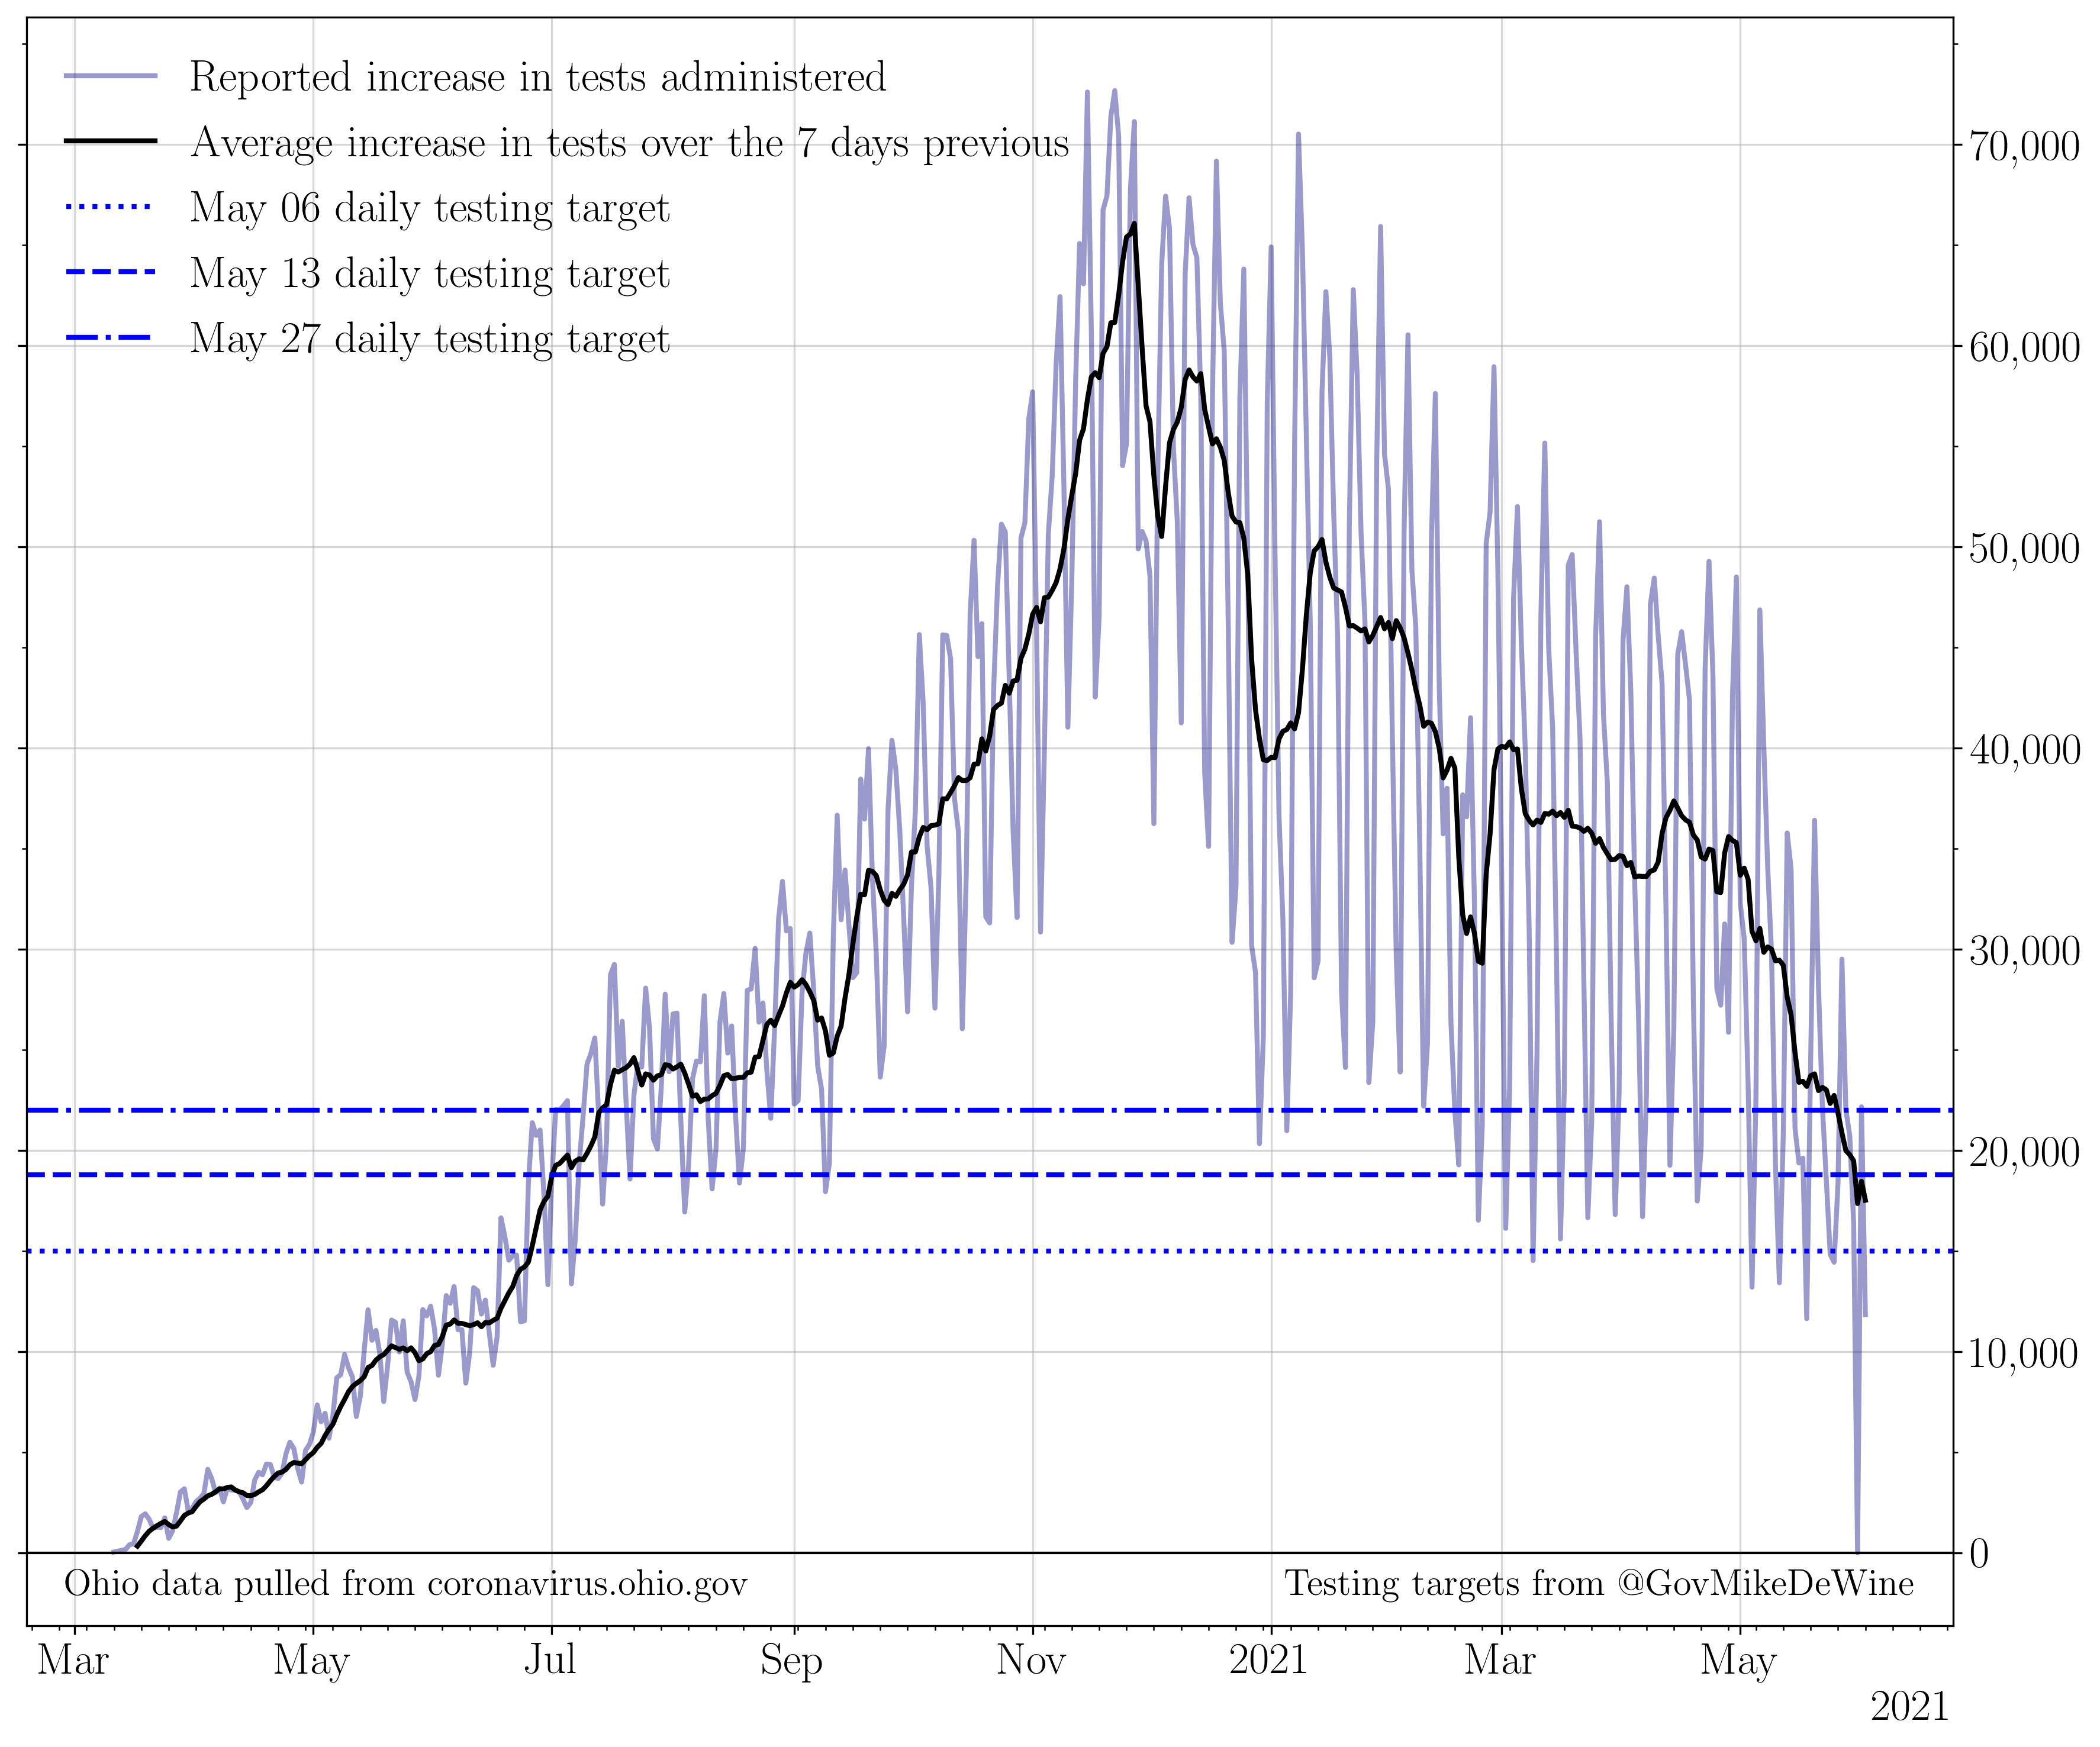 Reported increase in tests administered
Average increase in tests over the 7 days previous
May 06 daily testing target
May 13 daily testing target
May 27 daily testing target
70,000
60,000
50,000
40,000
30,000
20,000
10,000
0
Ohio data pulled from coronavirus.ohio.gov
Testing targets from @GovMikeDeWine
Mar May Jul Sep Nov 2021 Mar May
2021